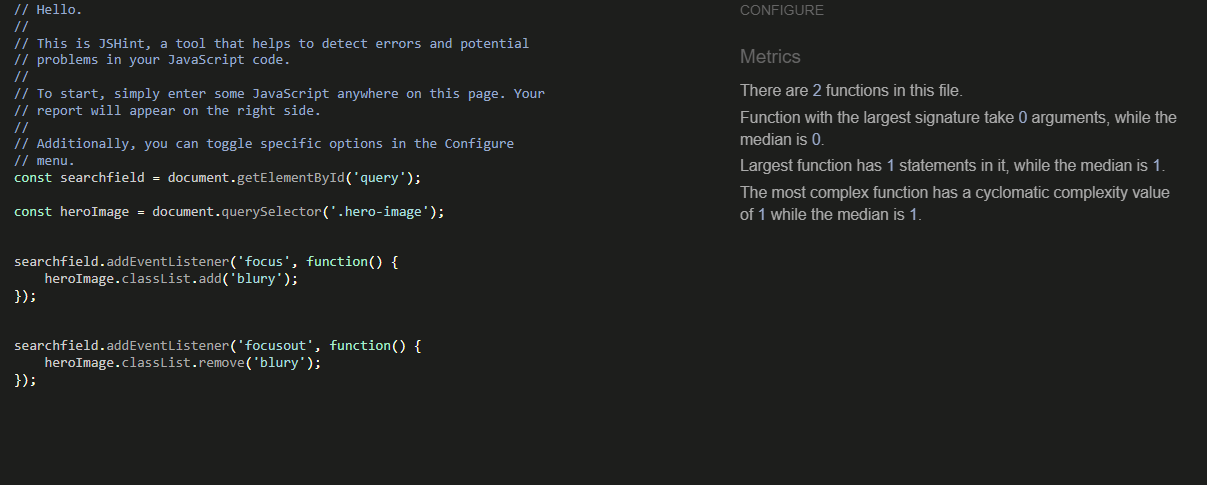 // Hello.
//
// This is JSHint, a tool that helps to detect errors and potential
// problems in your JavaScript code.
//
// To start, simply enter some JavaScript anywhere on this page. Your
// report will appear on the right side.
//
// Additionally, you can toggle specific options in the Configure
// menu.
const searchfield = document.getElementById('query');
const heroImage = document.querySelector('.hero-image');
searchfield.addEventListener('focus', function() {
    heroImage.classList.add('blury');
});
searchfield.addEventListener('focusout', function() {
    heroImage.classList.remove('blury');
});
CONFIGURE
Metrics
There are 2 functions in this file.
Function with the largest signature take 0 arguments, while the
median is 0.
Largest function has 1 statements in it, while the median is 1.
The most complex function has a cyclomatic complexity value
of 1 while the median is 1.